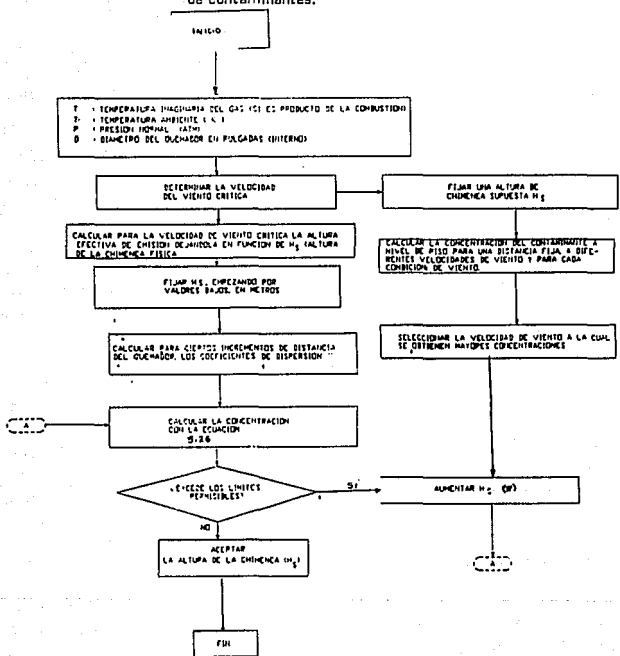 de contaminantes.
INICIO
T : TEMPERATURA IMAGINARIA DEL GAS (SI ES PRODUCTO DE LA COMBUSTION)
: TEMPERATURA AMBIENTE
P : PRESION NORMAL (ATM)
D : DIAMETRO DEL QUEMADOR EN PULGADAS (INTERNO)
DETERMINAR LA VELOCIDAD
DEL VIENTO CRITICA
FIJAR UNA ALTURA DE
CHIMENEA SUPUESTA HS
CALCULAR PARA LA VELOCIDAD DE VIENTO CRITICA LA ALTURA
EFECTIVA DE EMISION DEJANDOLA EN FUNCION DE HS (ALTURA
DE LA CHIMENEA FISICA
CALCULAR LA CONCENTRACION DEL CONTAMINANTE A
NIVEL DE PISO PARA UNA DISTANCIA FIJA, A DIFE-
RENTES VELOCIDADES DE VIENTO Y PARA CADA
CONDICION DE VIENTO.
FIJAR HS, EMPEZANDO POR
VALORES BAJOS, EN METROS
CALCULAR PARA CIERTOS INCREMENTOS DE DISTANCIA
DEL QUEMADOR, LOS COEFICIENTES DE DISPERSION
SELECCIONAR LA VELOCIDAD DE VIENTO A LA CUAL
SE OBTIENEN MAYORES CONCENTRACIONES
A
CALCULAR LA CONCENTRACION
CON LA ECUACION
5.26
¿EXCEDE LOS LIMITES
PERMISIBLES?
SI
AUMENTAR HS
NO
ACEPTAR
LA ALTURA DE LA CHIMENEA (HS)
A
FIN